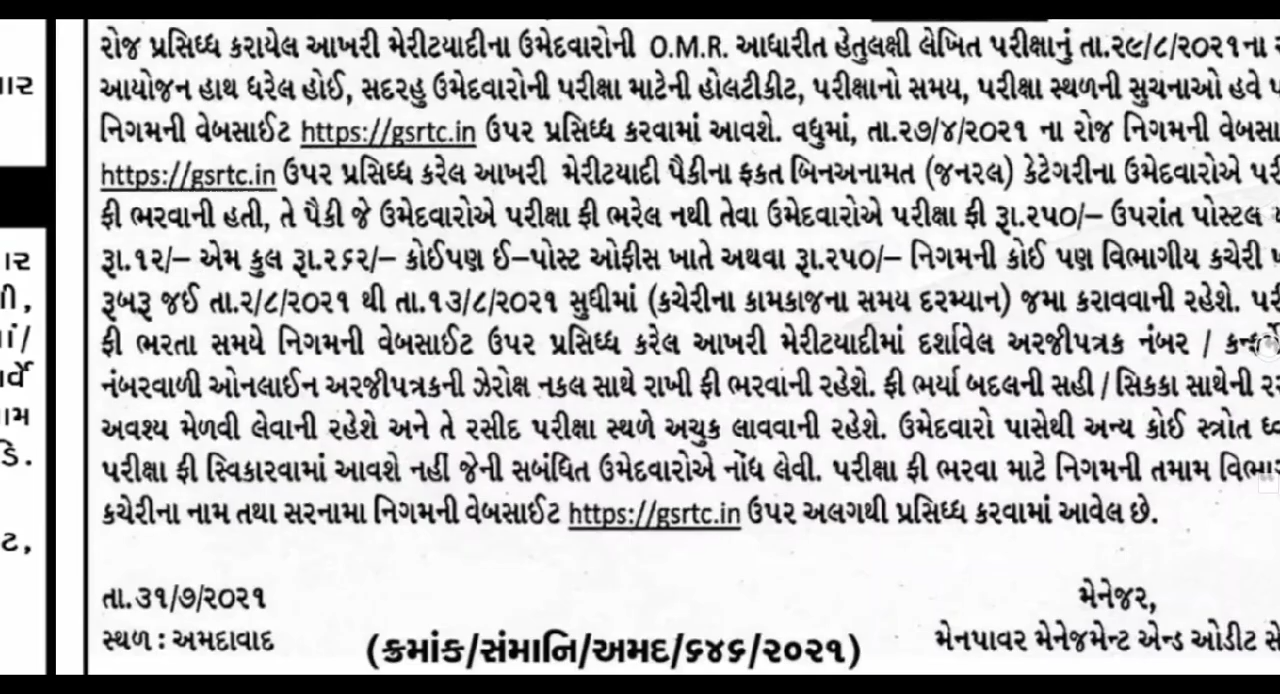 રોજ પ્રસિધ્ધ કરાયેલ આખરી મેરીટયાદીના ઉમેદવારોની O.M.R. આધારીત હેતુલક્ષી લેખિત પરીક્ષાનું તા.૨૯/૮/૨૦૨૧ના
આયોજન હાથ ધરેલ હોઈ, સદરહુ ઉમેદવારોની પરીક્ષા માટેની હોલટીકીટ, પરીક્ષાનો સમય, પરીક્ષા સ્થળની સુચનાઓ હવે
નિગમની વેબસાઈટ https://gsrtc.in ઉપર પ્રસિધ્ધ કરવામાં આવશે. વધુમાં, તા.૨૭/૪/૨૦૨૧ ના રોજ નિગમની
https://gsrtc.in ઉપર પ્રસિધ્ધ કરેલ આખરી મેરીટયાદી પૈકીના ફકત બિનઅનામત (જનરલ) કેટેગરીના ઉમેદવારોએ
ફી ભરવાની હતી, તે પૈકી જે ઉમેદવારોએ પરીક્ષા ફી ભરેલ નથી તેવા ઉમેદવારોએ પરીક્ષા ફી રૂા.૨૫૦/– ઉપરાંત પોસ્ટલ
રૂા.૧૨/– એમ કુલ રૂા.૨૬૨/– કોઈપણ ઈ–પોસ્ટ ઓફીસ ખાતે અથવા રૂા.૨૫૦/– નિગમની કોઈ પણ વિભાગીય કચેરી
રૂબરૂ જઈ તા.૨/૮/૨૦૨૧ થી તા.૧૩/૮/૨૦૨૧ સુધીમાં (કચેરીના કામકાજના સમય દરમ્યાન) જમા કરાવવાની રહેશે.
ફી ભરતા સમયે નિગમની વેબસાઈટ ઉપર પ્રસિધ્ધ કરેલ આખરી મેરીટયાદીમાં દર્શાવેલ અરજીપત્રક નંબર /
નંબરવાળી ઓનલાઈન અરજીપત્રકની ઝેરોક્ષ નકલ સાથે રાખી ફી ભરવાની રહેશે. ફી ભર્યા બદલની સહી / સિકકા સાથેની
અવશ્ય મેળવી લેવાની રહેશે અને તે રસીદ પરીક્ષા સ્થળે અચુક લાવવાની રહેશે. ઉમેદવારો પાસેથી અન્ય કોઈ સ્ત્રોત
પરીક્ષા ફી સ્વિકારવામાં આવશે નહીં જેની સબંધિત ઉમેદવારોએ નોંધ લેવી. પરીક્ષા ફી ભરવા માટે નિગમની તમામ
કચેરીના નામ તથા સરનામા નિગમની વેબસાઈટ https://gsrtc.in ઉપર અલગથી પ્રસિધ્ધ કરવામાં આવેલ છે.
તા.૩૧/૭/૨૦૨૧
સ્થળ : અમદાવાદ
(ક્રમાંક/સંમાનિ/અમદ/૬૪૬/૨૦૨૧)
મેનેજર,
મેનપાવર મેનેજમેન્ટ એન્ડ ઓડીટ